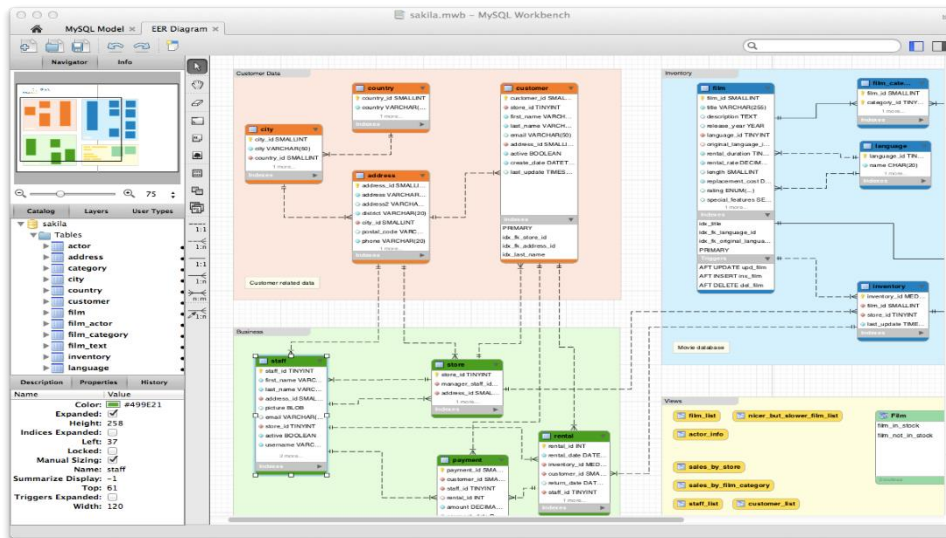 sakila.mwb - MySQL Workbench
MySQL Model ×
EER Diagram ×
Navigator
Info
75
Catalog
Layers
User Types
sakila
Tables
actor
address
category
city
country
customer
film
film_actor
film_category
film_text
inventory
language
Description
Properties
History
Name
Value
Color: #499E21
Expanded:
Height: 258
Indices Expanded:
Left: 37
Locked:
Manual Sizing:
Name: staff
Summarize Display: -1
Top: 61
Triggers Expanded:
Width: 120
1:1
1:n
1:1
1:n
n:m
1:n
Customer Data
country
country_id SMALLINT
country VARCHAR(...
1 more...
Indexes
city
city_id SMALLINT
city VARCHAR(50)
country_id SMALLINT
1 more...
Indexes
address
address_id SMALLI...
address VARCHAR...
address2 VARCHA...
district VARCHAR(20)
city_id SMALLINT
postal_code VARC...
phone VARCHAR(20)
1 more...
Indexes
customer
customer_id SMAL...
store_id TINYINT
first_name VARCH...
last_name VARCH...
email VARCHAR(50)
address_id SMALLI...
active BOOLEAN
create_date DATET...
last_update TIMES...
Indexes
PRIMARY
idx_fk_store_id
idx_fk_address_id
idx_last_name
Customer related data
Business
staff
staff_id TINYINT
first_name VARC...
last_name VARC...
address_id SMAL...
picture BLOB
email VARCHAR(...
store_id TINYINT
active BOOLEAN
username VARC...
Indexes
store
store_id TINYINT
manager_staff_id...
address_id SMALL...
1 more...
Indexes
payment
payment_id SMA...
customer_id SMA...
staff_id TINYINT
rental_id INT
amount DECIMA...
rental
rental_id INT
rental_date DATE...
inventory_id MED...
customer_id SMA...
return_date DAT...
staff_id TINYINT
1 more...
Indexes
Inventory
film
film_id SMALLINT
title VARCHAR(255)
description TEXT
release_year YEAR
language_id TINYINT
original_language_i...
rental_duration TIN...
rental_rate DECIM...
length SMALLINT
replacement_cost D...
rating ENUM(...)
special_features SE...
1 more...
Indexes
idx_title
idx_fk_language_id
idx_fk_original_langua...
PRIMARY
Triggers
AFT UPDATE upd_film
AFT INSERT ins_film
AFT DELETE del_film
film_cate...
film_id SMALLINT
category_id TINY...
1 more...
Indexes
language
language_id TIN...
name CHAR(20)
1 more...
Indexes
inventory
inventory_id MED...
film_id SMALLINT
store_id TINYINT
last_update TIME...
Indexes
Movie database
Views
film_list
nicer_but_slower_film_list
actor_info
sales_by_store
sales_by_film_category
staff_list
customer_list
Film
film_in_stock
film_not_in_stock